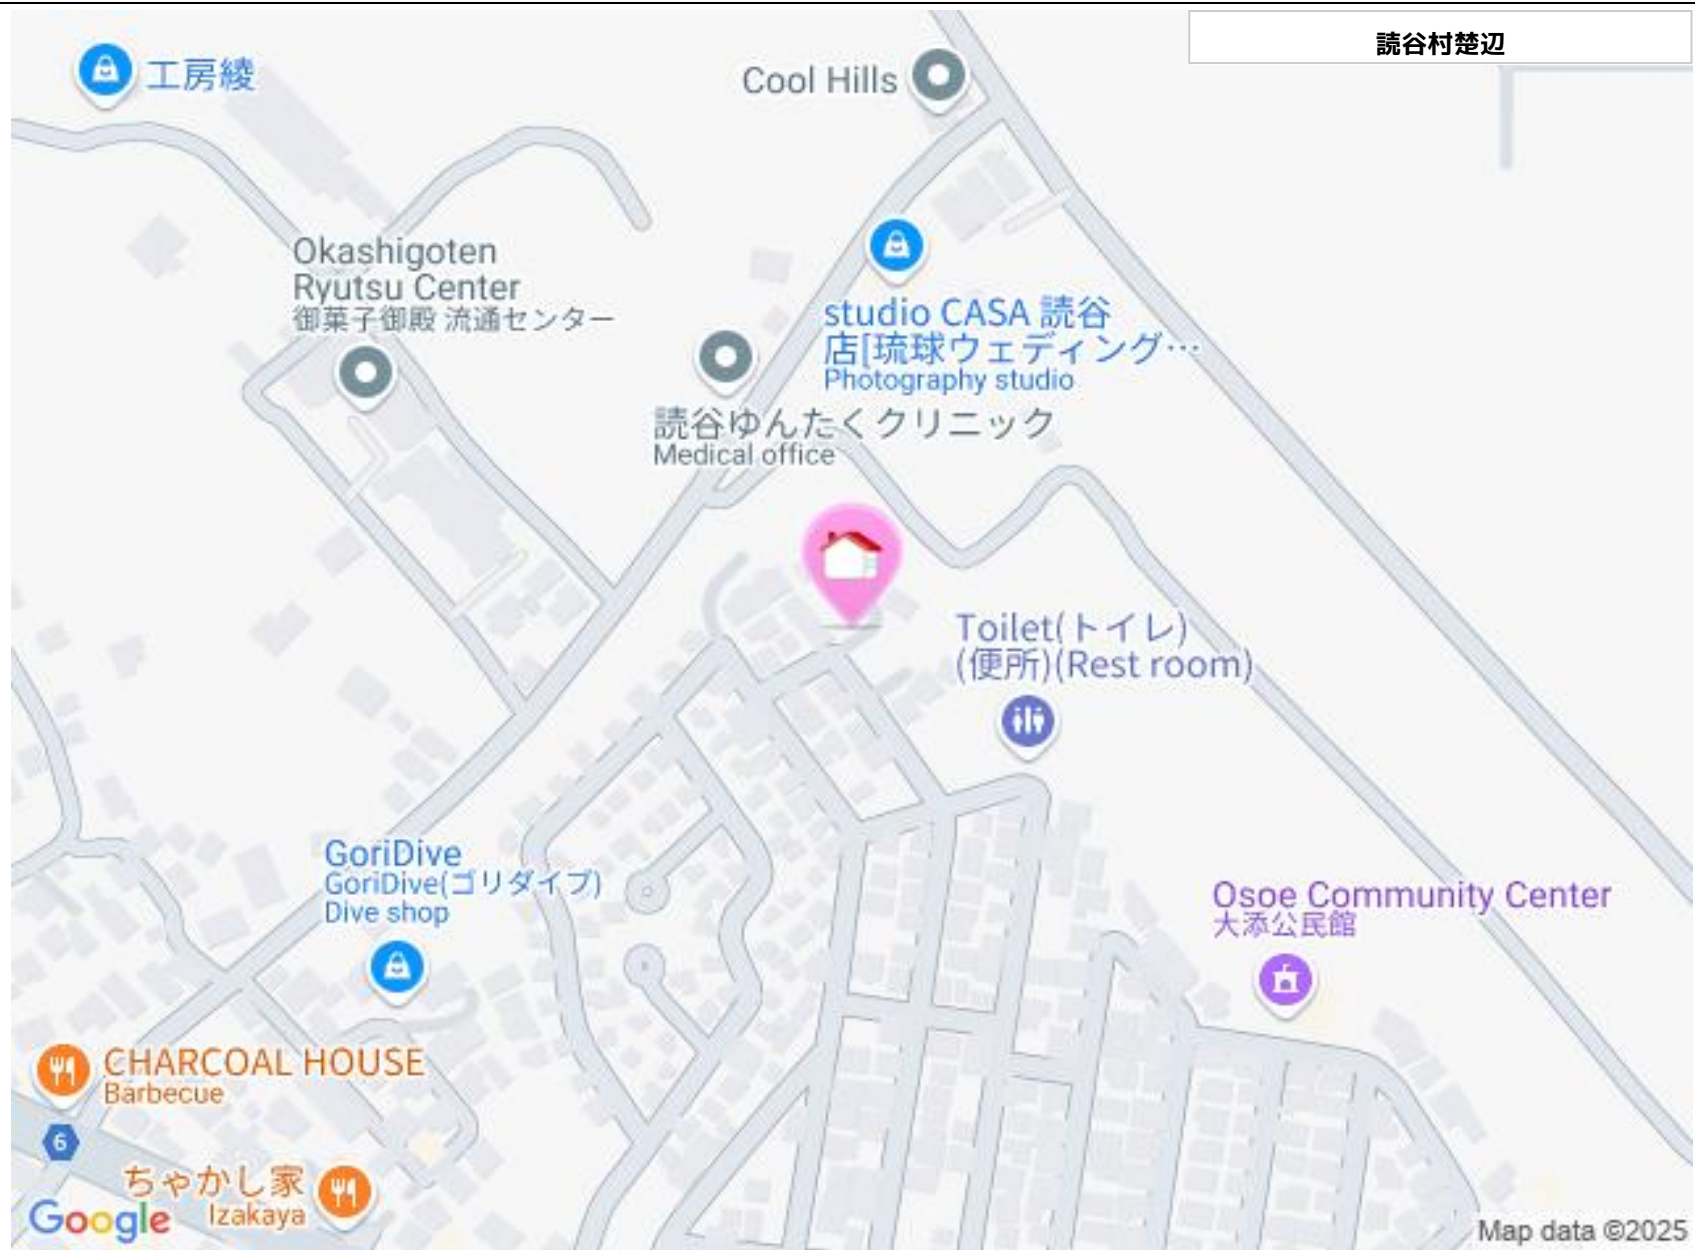 読谷村楚辺
工房綾
Cool Hills
Okashigoten
Ryutsu Center
御菓子御殿 流通センター
studio CASA 読谷
店[琉球ウェディング…
Photography studio
読谷ゆんたくクリニック
Medical office
Toilet(トイレ)
(便所)(Rest room)
GoriDive
GoriDive(ゴリダイブ)
Dive shop
Osoe Community Center
大添公民館
CHARCOAL HOUSE
Barbecue
6
ちゃかし家
Izakaya
Google
Map data ©2025